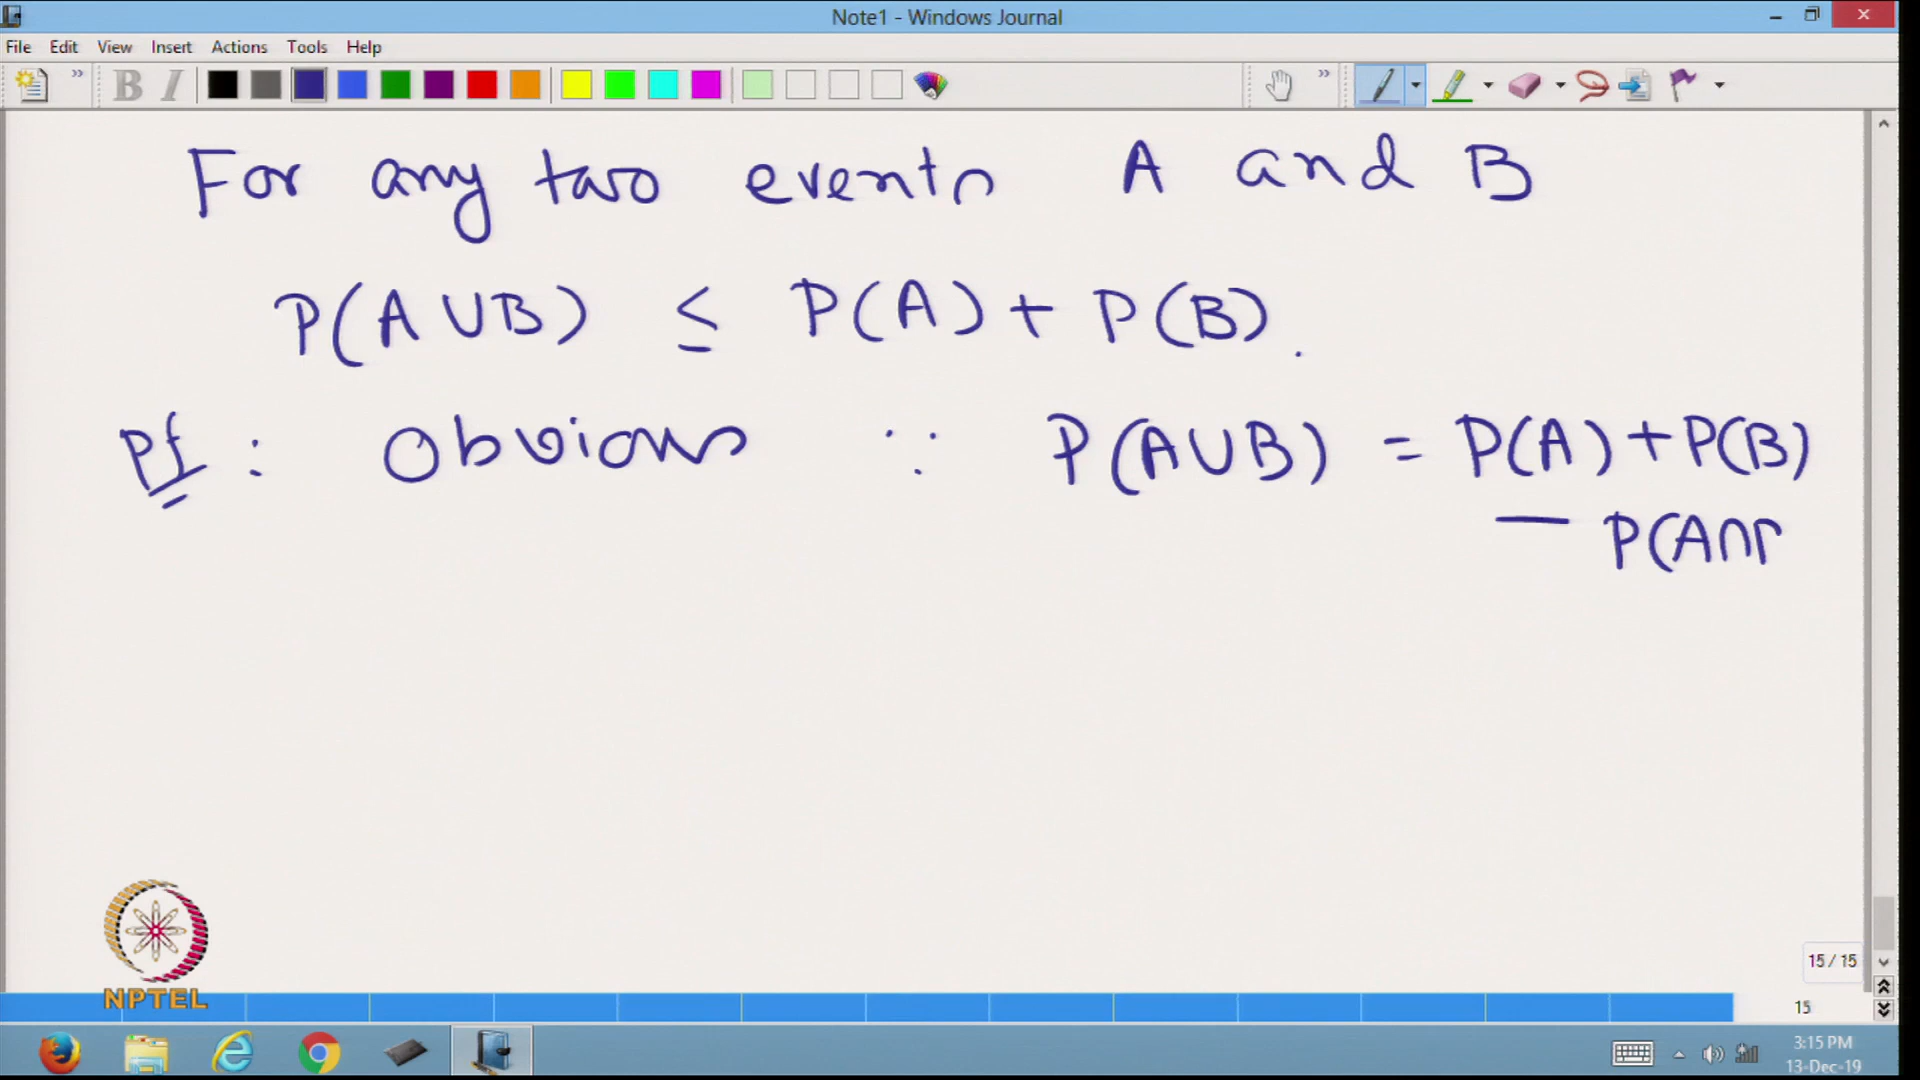 Note1 - Windows Journal
File Edit View Insert Actions Tools Help
B I
For any two events A and B
P(A∪B) ≤ P(A) + P(B).
Pf : Obvious ∵ P(A∪B) = P(A) + P(B)
— P(A∩
NPTEL
15 / 15
15
3:15 PM
13-Dec-19